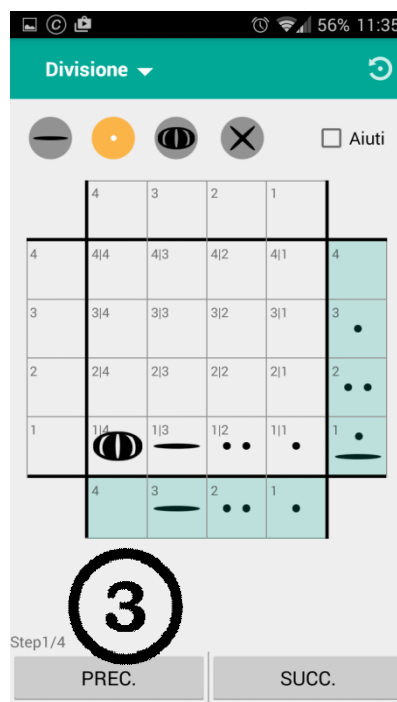 © 56% 11:35
Divisione
Aiuti
4 3 2 1
4 4|4 4|3 4|2 4|1 4
3 3|4 3|3 3|2 3|1 3
2 2|4 2|3 2|2 2|1 2
1 1|4 1|3 1|2 1|1 1
4 3 2 1
3
Step1/4
PREC. SUCC.